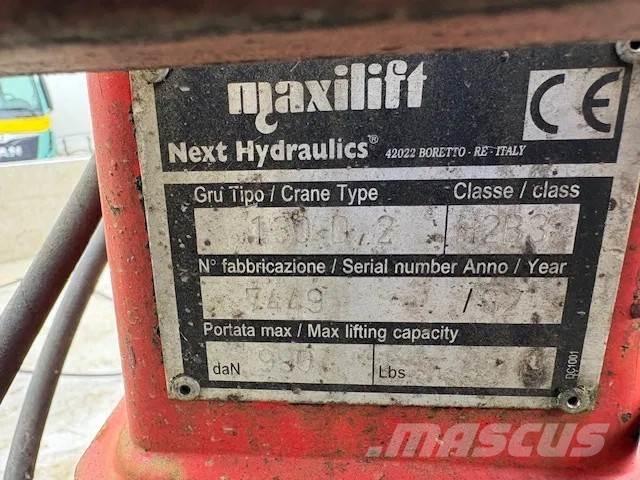 maxilift
CE
Next Hydraulics® 42022 BORETTO - RE - ITALY
Gru Tipo / Crane Type Classe / class
N° fabbricazione / Serial number Anno / Year
7449
Portata max / Max lifting capacity
daN Lbs
DC1001
MASCUS